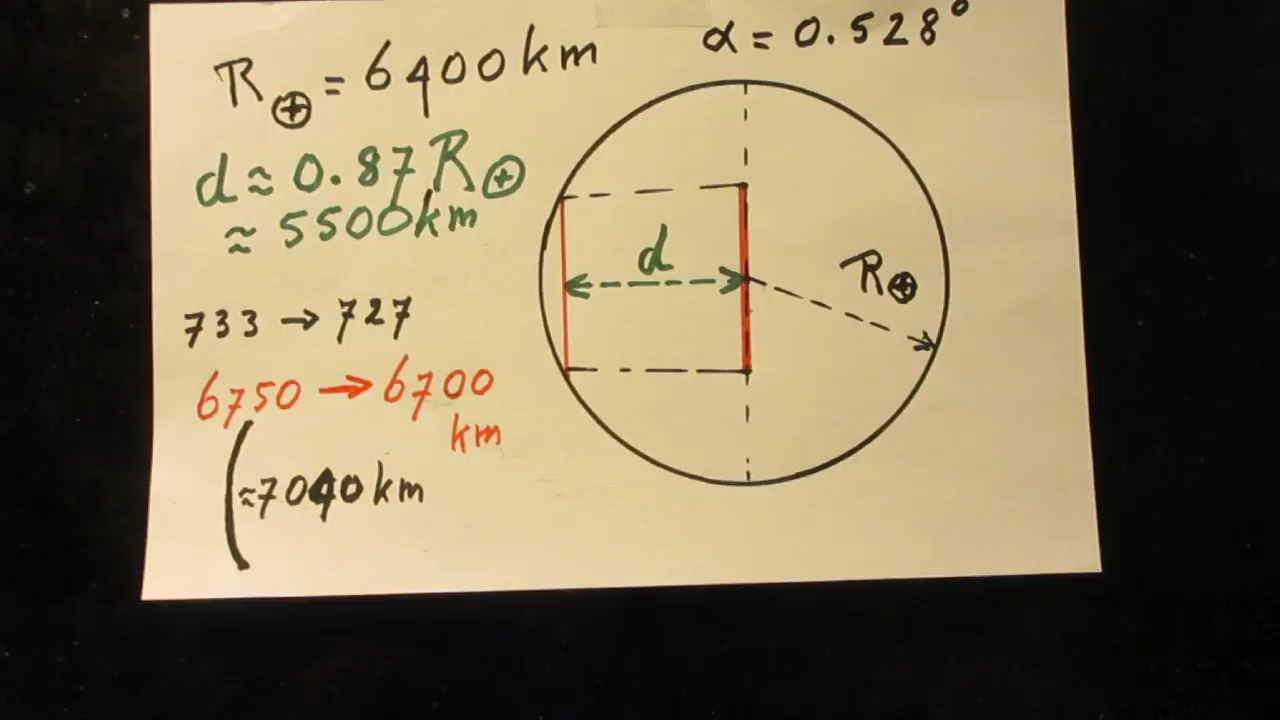 R⊕ = 6400 km
α = 0.528°
d ≈ 0.87 R⊕
≈ 5500 km
733 → 727
6750 → 6700
km
(≈ 7040 km
d
R⊕